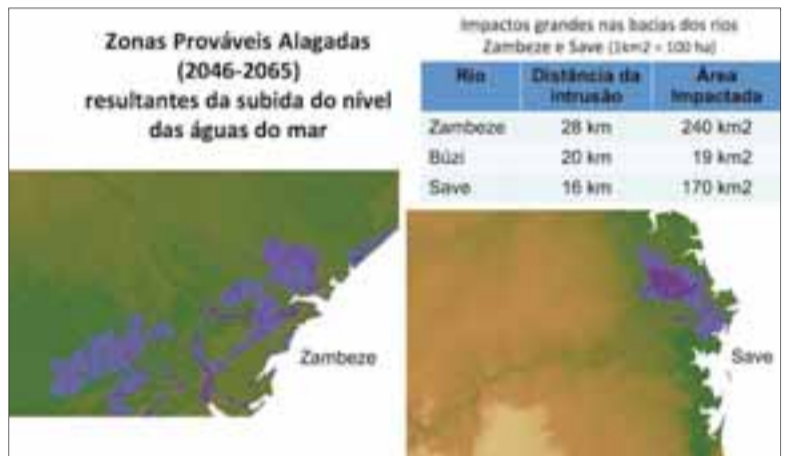 Zonas Prováveis Alagadas
(2046-2065)
resultantes da subida do nível
das águas do mar
Impactos grandes nas bacias dos rios
Zambeze e Save (1km2 = 100 ha)
Rio Distância da intrusão Área Impactada
Zambeze 28 km 240 km2
Búzi 20 km 19 km2
Save 16 km 170 km2
Zambeze
Save